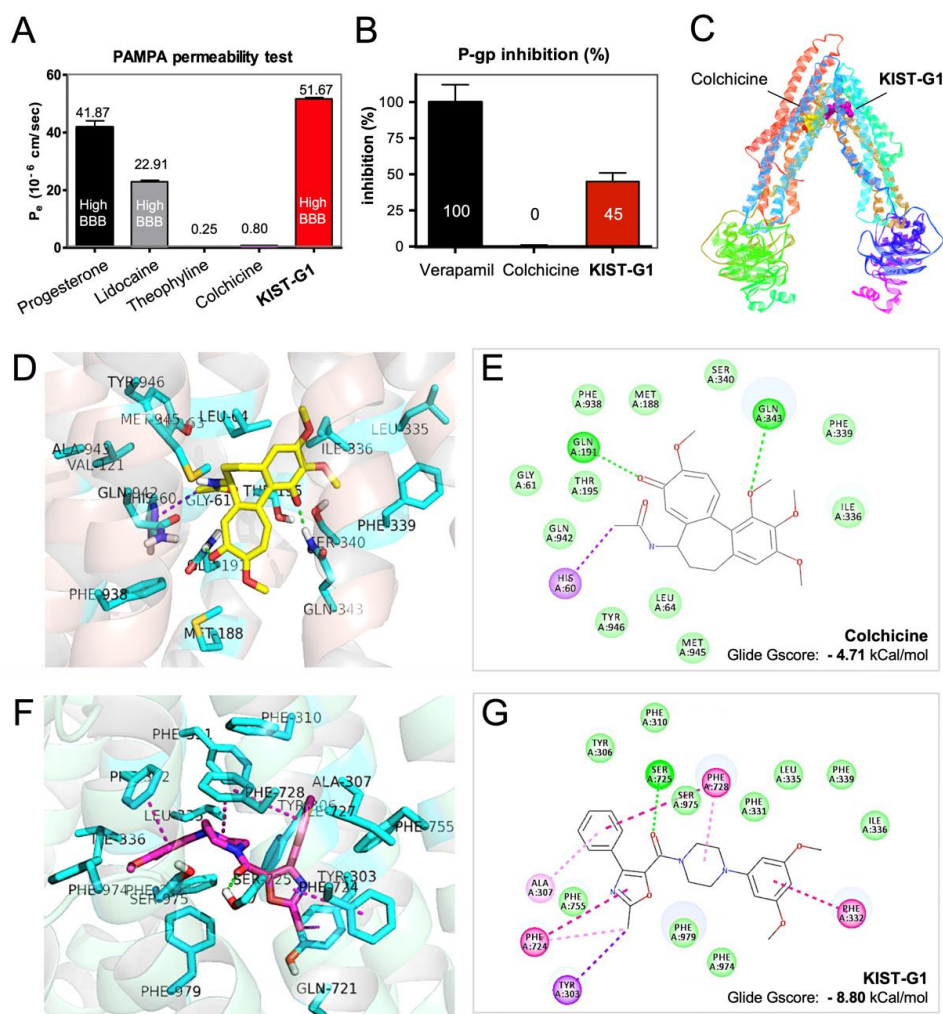 A
PAMPA permeability test
Pe (10-6 cm/sec)
60
40
20
0
41.87
22.91
0.25
0.80
51.67
High
BBB
High
BBB
High
BBB
Progesterone
Lidocaine
Theophyline
Colchicine
KIST-G1
B
P-gp inhibition (%)
inhibition (%)
100
75
50
25
0
100
0
45
Verapamil
Colchicine
KIST-G1
C
Colchicine
KIST-G1
D
TYR-946
MET-945
LEU-64
LEU-335
ALA-943
VAL-121
ILE-336
GLN-942
HIS-60
GLY-61
PHE-339
SER-340
PHE-938
GLN-343
MET-188
E
SER
A:340
PHE
A:938
MET
A:188
GLN
A:343
PHE
A:339
GLN
A:191
GLY
A:61
THR
A:195
ILE
A:336
GLN
A:942
HIS
A:60
LEU
A:64
TYR
A:946
MET
A:945
Colchicine
Glide Gscore: - 4.71 kCal/mol
F
PHE-310
ALA-307
PHE-728
PHE-755
PHE-974
SER-975
SER-725
TYR-303
PHE-724
PHE-979
GLN-721
G
PHE
A:310
TYR
A:306
SER
A:725
PHE
A:728
LEU
A:335
PHE
A:339
SER
A:975
PHE
A:331
ILE
A:336
ALA
A:307
PHE
A:755
PHE
A:332
PHE
A:724
PHE
A:979
PHE
A:974
TYR
A:303
O
N
N
N
O
O
O
KIST-G1
Glide Gscore: - 8.80 kCal/mol